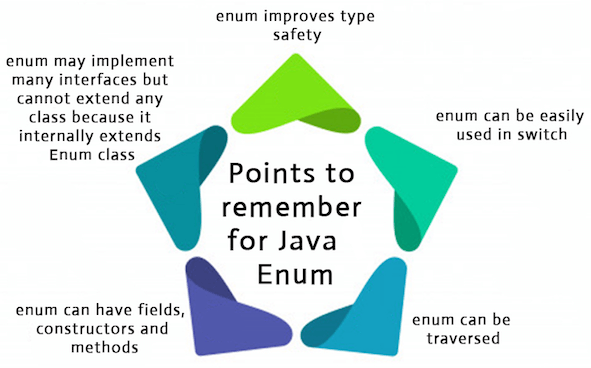 enum improves type
safety
enum may implement
many interfaces but
cannot extend any
class because it
internally extends
Enum class
enum can be easily
used in switch
Points to
remember
for Java
Enum
enum can have fields,
constructors and
methods
enum can be
traversed